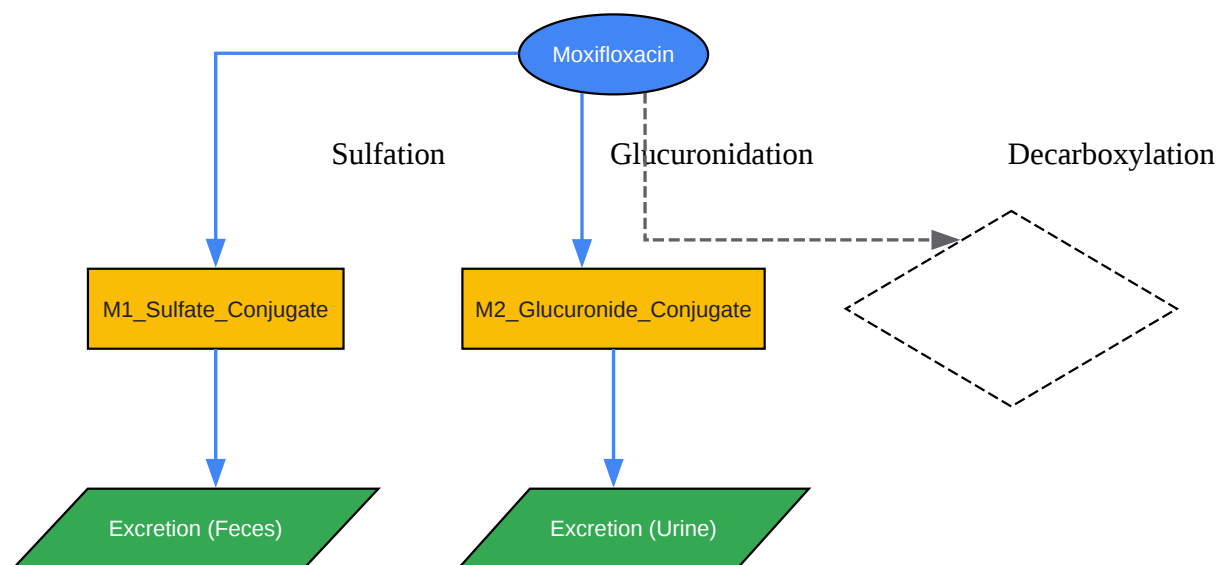 Moxifloxacin
Sulfation
Glucuronidation
Decarboxylation
M1_Sulfate_Conjugate
M2_Glucuronide_Conjugate
Excretion (Feces)
Excretion (Urine)